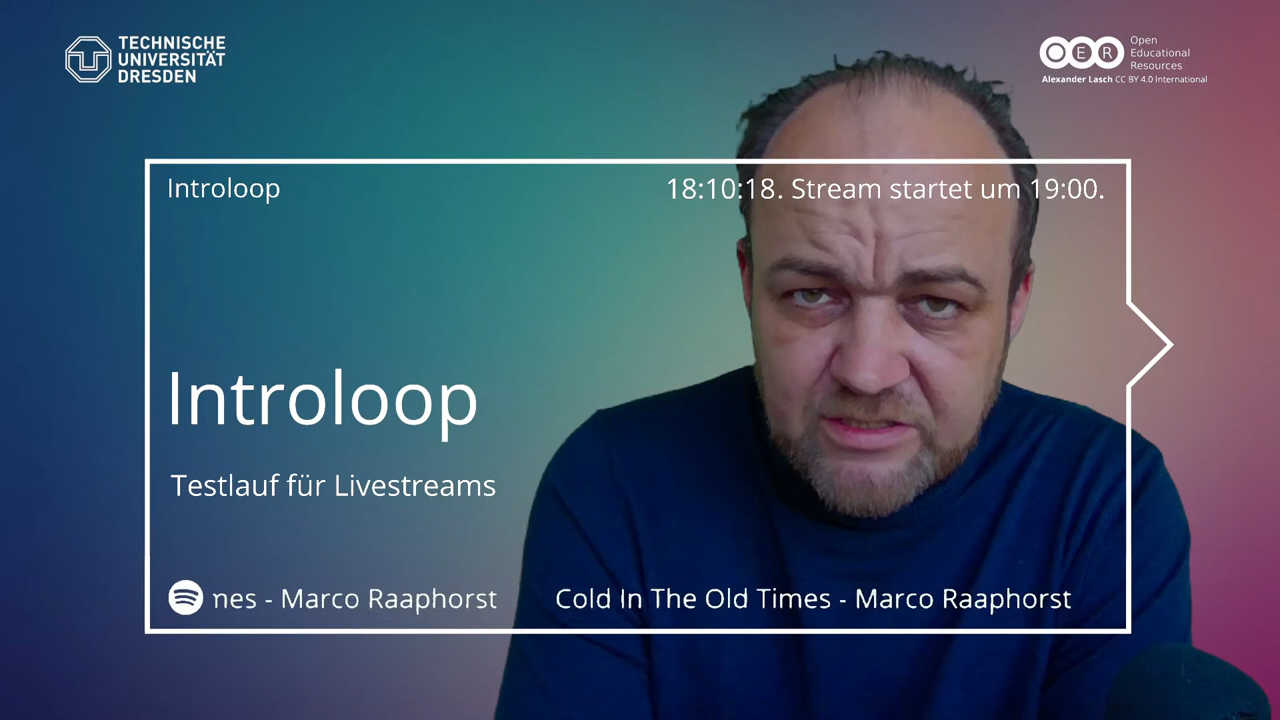 TECHNISCHE
UNIVERSITÄT
DRESDEN
OER
Open
Educational
Resources
Alexander Lasch CC BY 4.0 International
Introloop
18:10:18. Stream startet um 19:00.
Introloop
Testlauf für Livestreams
nes - Marco Raaphorst
Cold In The Old Times - Marco Raaphorst